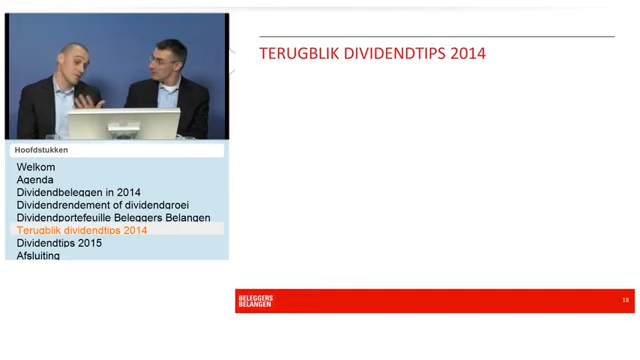 Hoofdstukken
Welkom
Agenda
Dividendbeleggen in 2014
Dividendrendement of dividendgroei
Dividendportefeuille Beleggers Belangen
Terugblik dividendtips 2014
Dividendtips 2015
Afsluiting
TERUGBLIK DIVIDENDTIPS 2014
BELEGGERS
BELANGEN
18